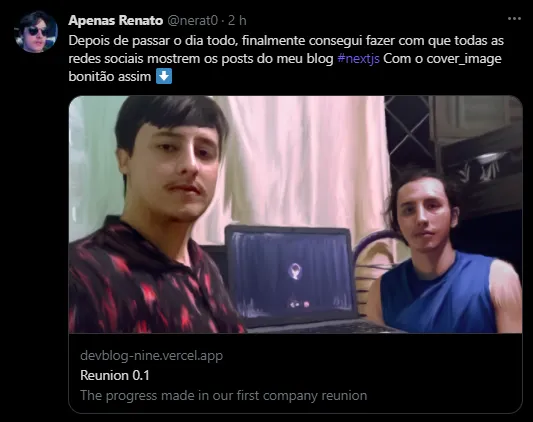 Apenas Renato @nerat0 · 2 h
Depois de passar o dia todo, finalmente consegui fazer com que todas as
redes sociais mostrem os posts do meu blog #nextjs Com o cover_image
bonitão assim ⬇️
devblog-nine.vercel.app
Reunion 0.1
The progress made in our first company reunion